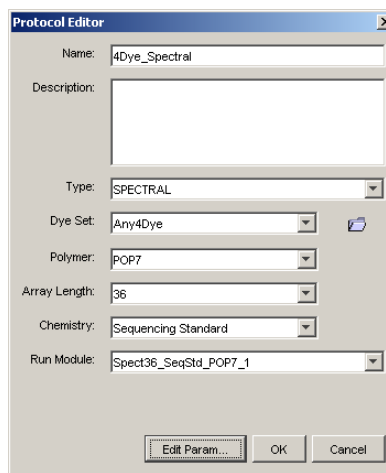 Protocol Editor
Name: 4Dye_Spectral
Description:
Type: SPECTRAL
Dye Set: Any4Dye
Polymer: POP7
Array Length: 36
Chemistry: Sequencing Standard
Run Module: Spect36_SeqStd_POP7_1
Edit Param... OK Cancel